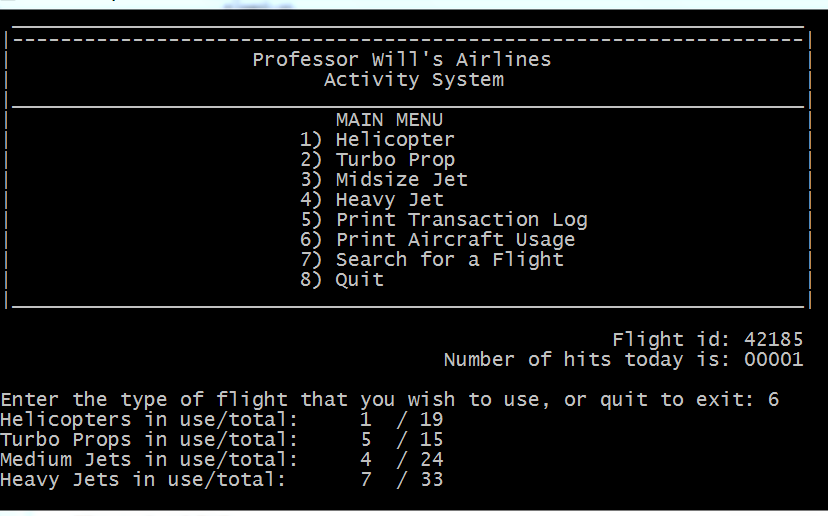 Professor Will's Airlines
Activity System
MAIN MENU
1) Helicopter
2) Turbo Prop
3) Midsize Jet
4) Heavy Jet
5) Print Transaction Log
6) Print Aircraft Usage
7) Search for a Flight
8) Quit
Flight id: 42185
Number of hits today is: 00001
Enter the type of flight that you wish to use, or quit to exit: 6
Helicopters in use/total: 1 / 19
Turbo Props in use/total: 5 / 15
Medium Jets in use/total: 4 / 24
Heavy Jets in use/total: 7 / 33